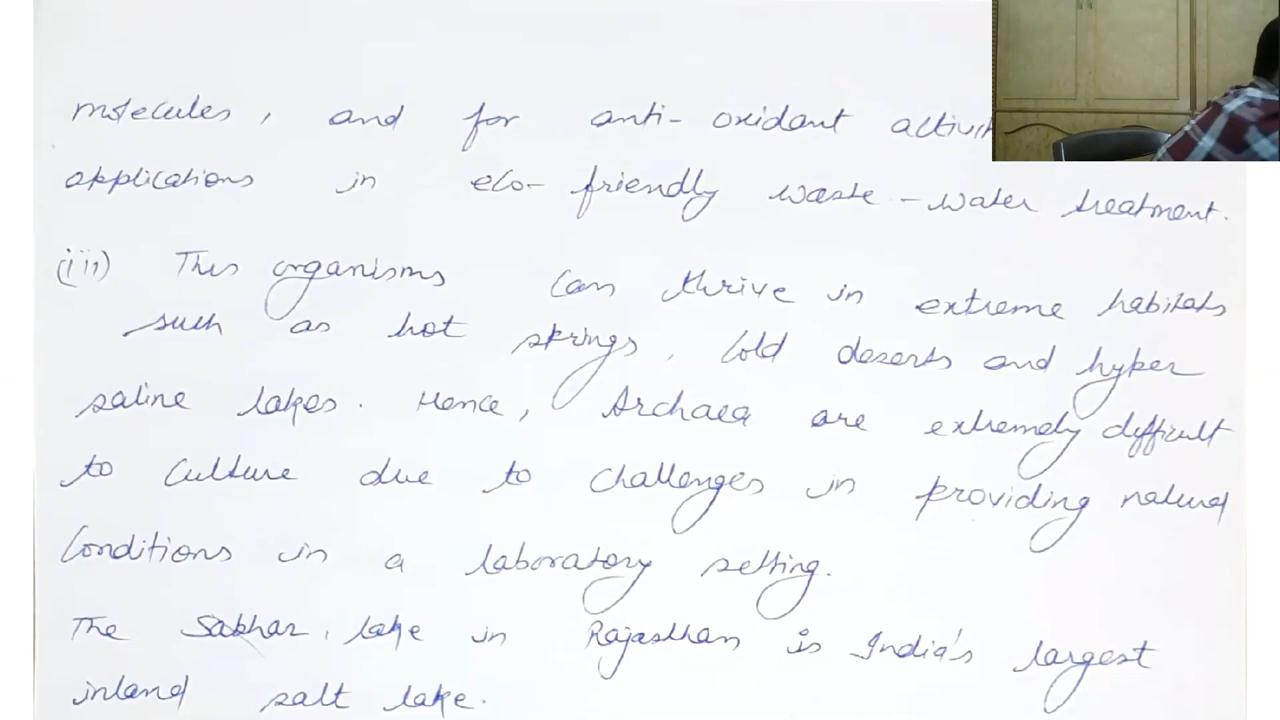 molecules, and for anti-oxidant
applications in eco-friendly waste-water treatment.
(iii) This organisms can thrive in extreme habitats
such as hot springs, cold deserts and hyper
saline lakes. Hence, Archaea are extremely difficult
to culture due to challenges in providing natural
conditions in a laboratory setting.
The Sabhar, lake in Rajasthan is India's largest
inland salt lake.